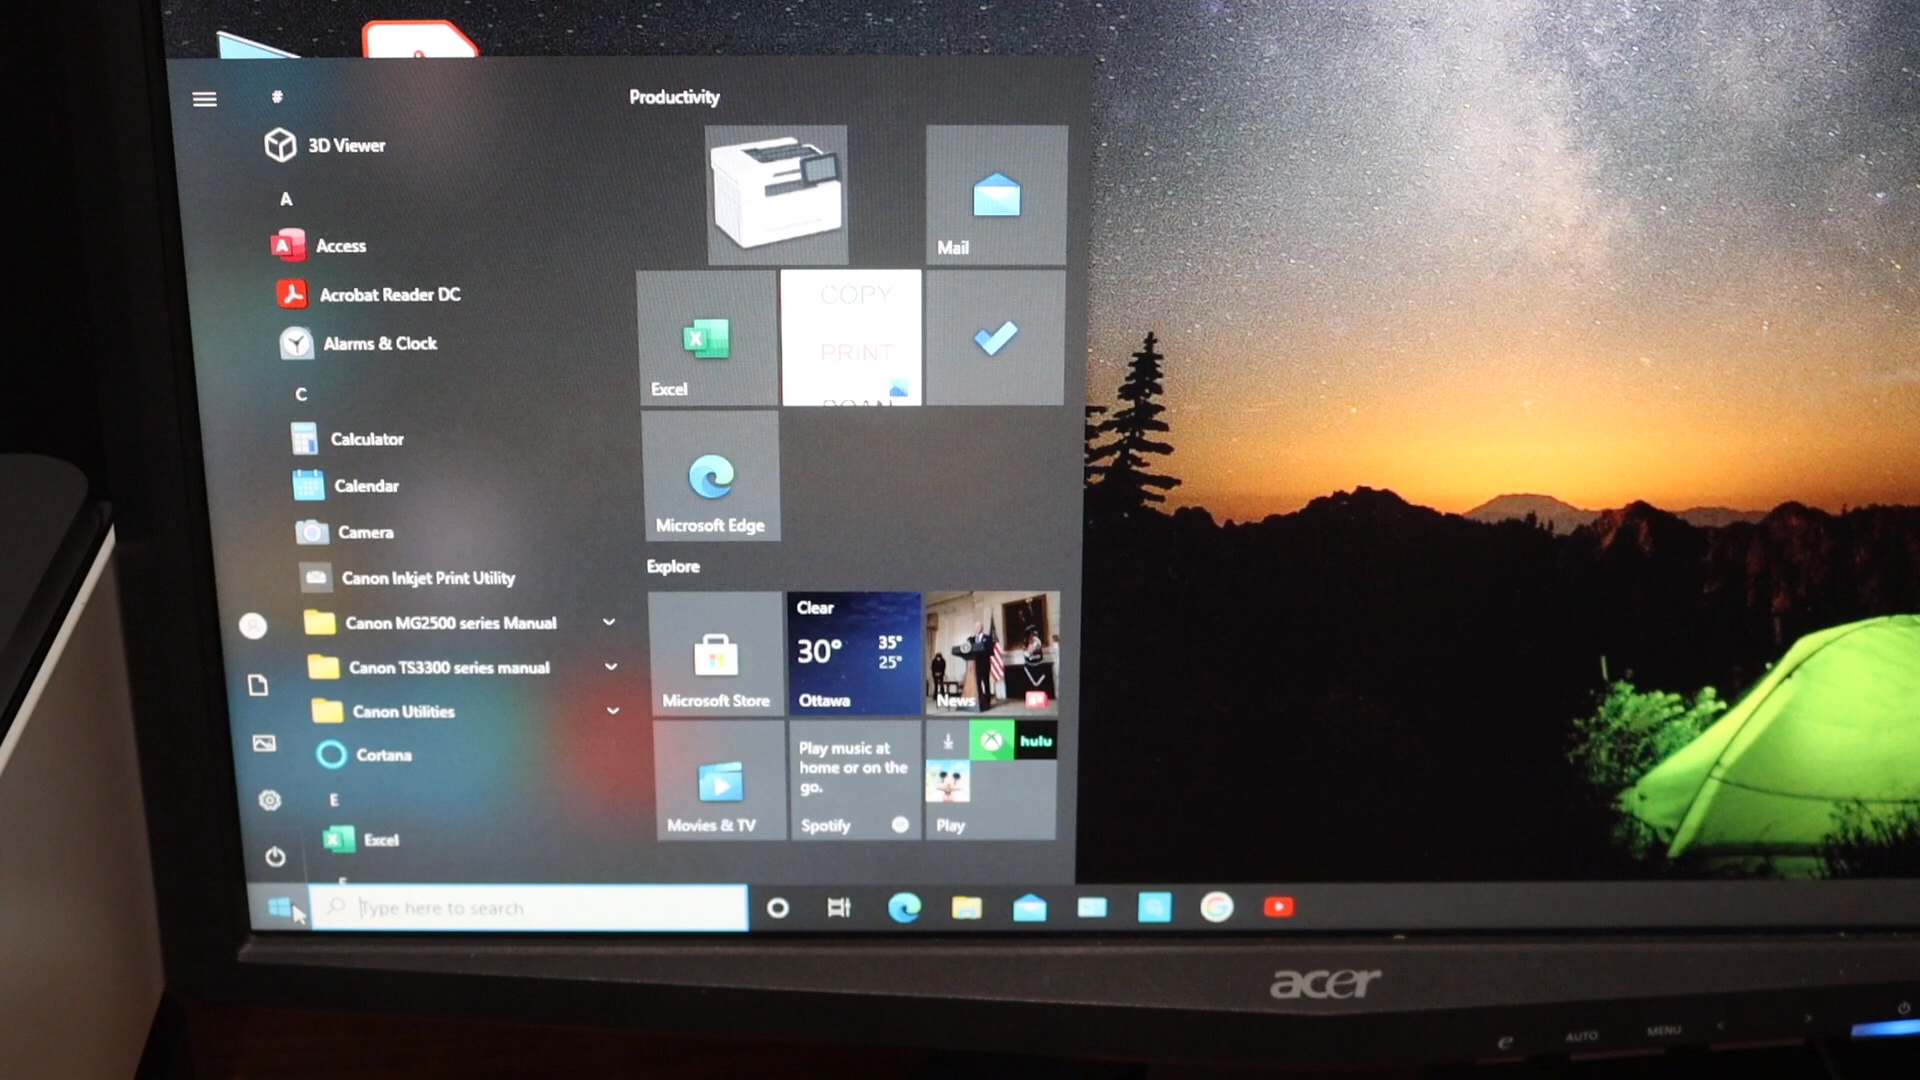 #
3D Viewer
A
Access
Acrobat Reader DC
Alarms & Clock
C
Calculator
Calendar
Camera
Canon Inkjet Print Utility
Canon MG2500 series Manual
Canon TS3300 series manual
Canon Utilities
Cortana
E
Excel
Productivity
Mail
Excel
COPY
PRINT
SCAN
Microsoft Edge
Explore
Microsoft Store
Clear
30° 35°
25°
Ottawa
News
Movies & TV
Play music at
home or on the
go.
Spotify
hulu
Play
Type here to search
acer
e AUTO MENU < >